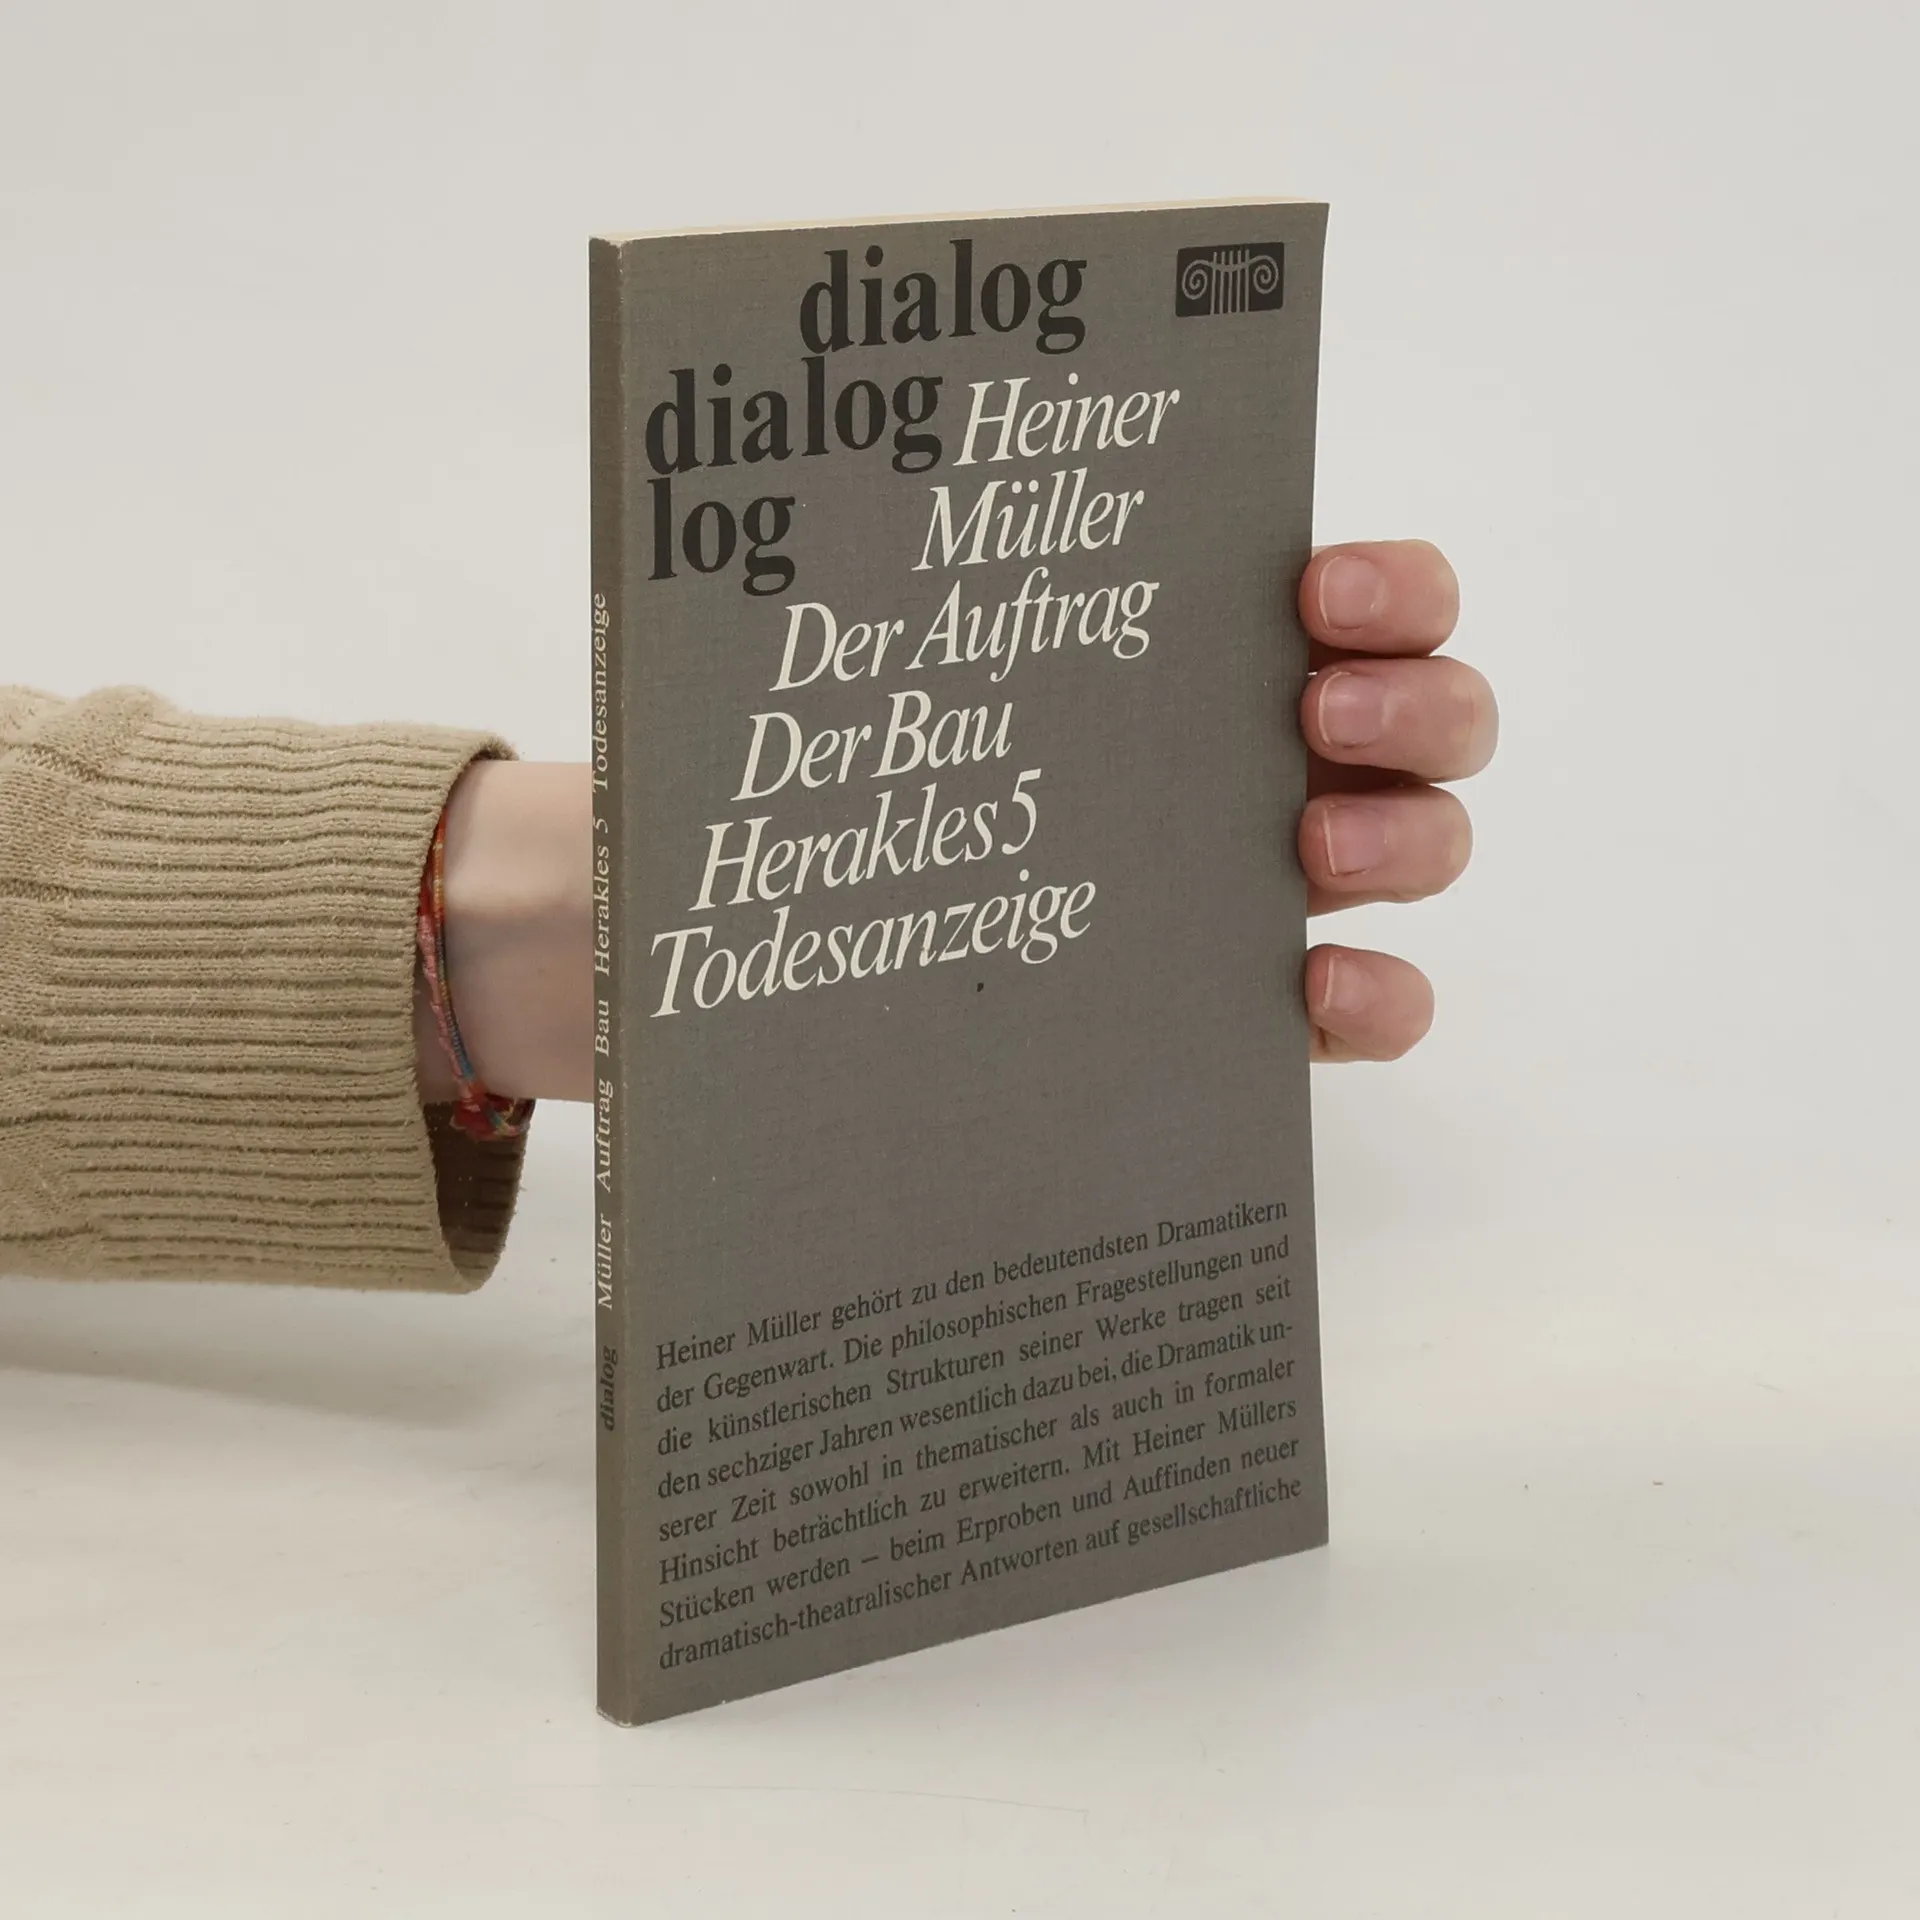 dialog
dialog
log
Heiner
Müller
Der Auftrag
Der Bau
Herakles 5
Todesanzeige
Heiner Müller gehört zu den bedeutendsten Dramatikern
der Gegenwart. Die philosophischen Fragestellungen und
die künstlerischen Strukturen seiner Werke tragen seit
den sechziger Jahren wesentlich dazu bei, die Dramatik un-
serer Zeit sowohl in thematischer als auch in formaler
Hinsicht beträchtlich zu erweitern. Mit Heiner Müllers
Stücken werden – beim Erproben und Auffinden neuer
dramatisch-theatralischer Antworten auf gesellschaftliche
dialog Müller Auftrag Bau Herakles 5 Todesanzeige